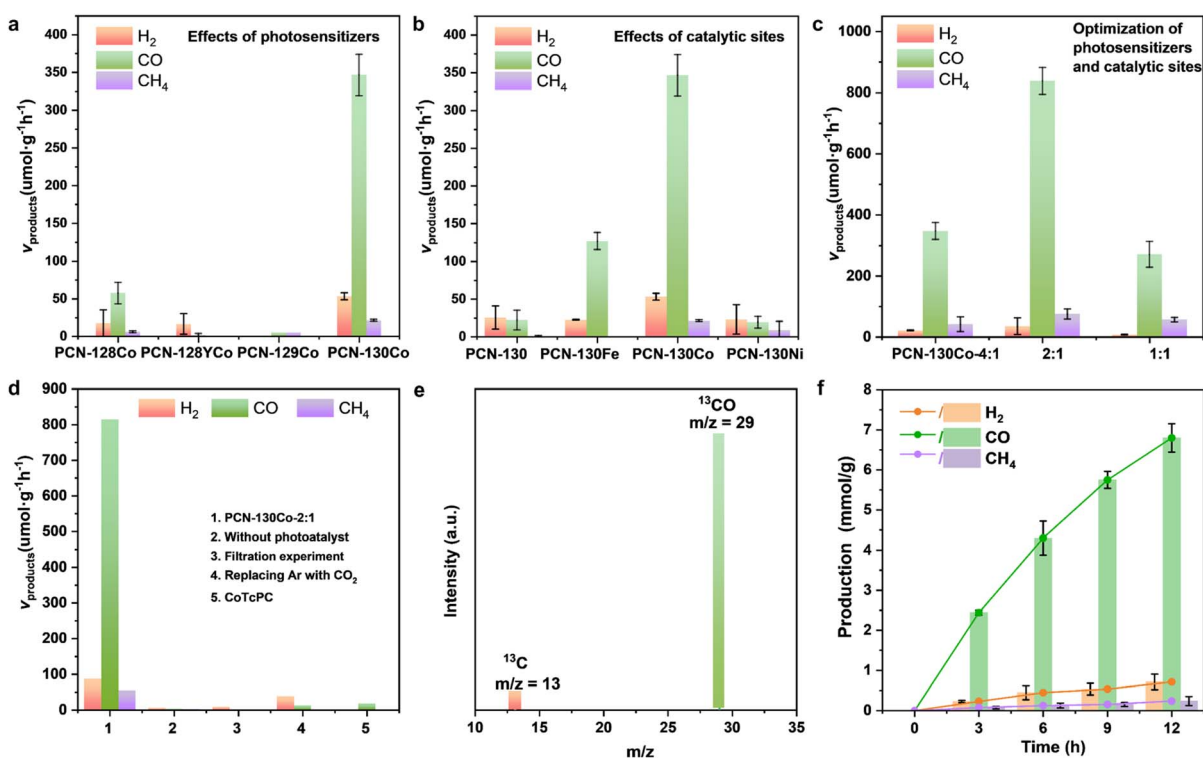 a
Effects of photosensitizers
H₂
CO
CH₄
vproducts(umol·g⁻¹h⁻¹)
400
350
300
250
200
150
100
50
0
PCN-128Co
PCN-128YCo
PCN-129Co
PCN-130Co
b
Effects of catalytic sites
H₂
CO
CH₄
vproducts(umol·g⁻¹h⁻¹)
400
350
300
250
200
150
100
50
0
PCN-130
PCN-130Fe
PCN-130Co
PCN-130Ni
c
Optimization of
photosensitizers
and catalytic sites
H₂
CO
CH₄
vproducts(umol·g⁻¹h⁻¹)
1000
800
600
400
200
0
PCN-130Co-4:1
2:1
1:1
d
H₂
CO
CH₄
vproducts(umol·g⁻¹h⁻¹)
900
800
700
600
500
400
300
200
100
0
1. PCN-130Co-2:1
2. Without photoatalyst
3. Filtration experiment
4. Replacing Ar with CO₂
5. CoTcPC
1
2
3
4
5
e
¹³CO
m/z = 29
Intensity (a.u.)
¹³C
m/z = 13
10
15
20
25
30
35
m/z
f
/ H₂
/ CO
/ CH₄
Production (mmol/g)
8
7
6
5
4
3
2
1
0
0
3
6
9
12
Time (h)